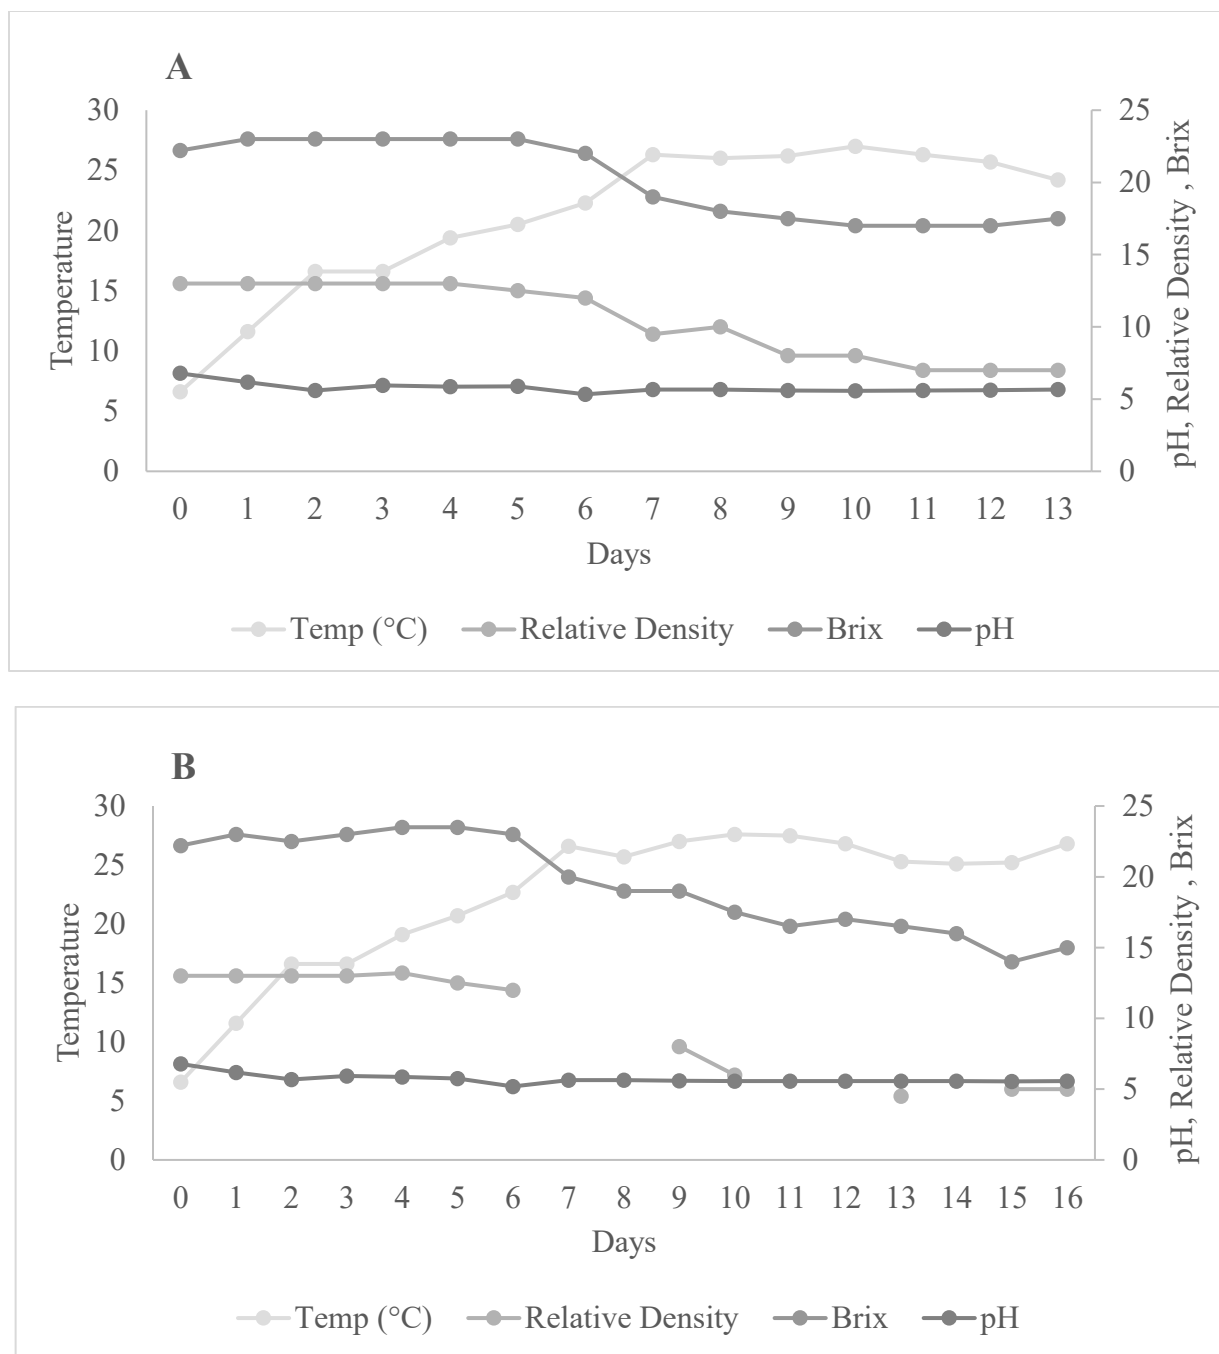 A
30
25
20
15
10
5
0
25
20
15
10
5
0
Temperature
pH, Relative Density , Brix
0 1 2 3 4 5 6 7 8 9 10 11 12 13
Days
Temp (°C) Relative Density Brix pH
B
30
25
20
15
10
5
0
25
20
15
10
5
0
Temperature
pH, Relative Density , Brix
0 1 2 3 4 5 6 7 8 9 10 11 12 13 14 15 16
Days
Temp (°C) Relative Density Brix pH